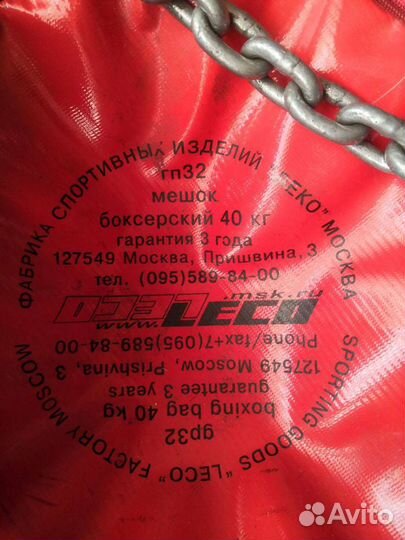 ФАБРИКА СПОРТИВНЫХ ИЗДЕЛИЙ "ЛЕКО" МОСКВА
гп32
мешок
боксерский 40 кг
гарантия 3 года
127549 Москва, Пришвина, 3
тел. (095)589-84-00
www.LECO.msk.ru
Phone/fax+7(095)589-84-00
127549 Moscow, Prishvina, 3
guarantee 3 years
boxing bag 40 kg
gp32
SPORTING GOODS "LECO" FACTORY MOSCOW
Avito